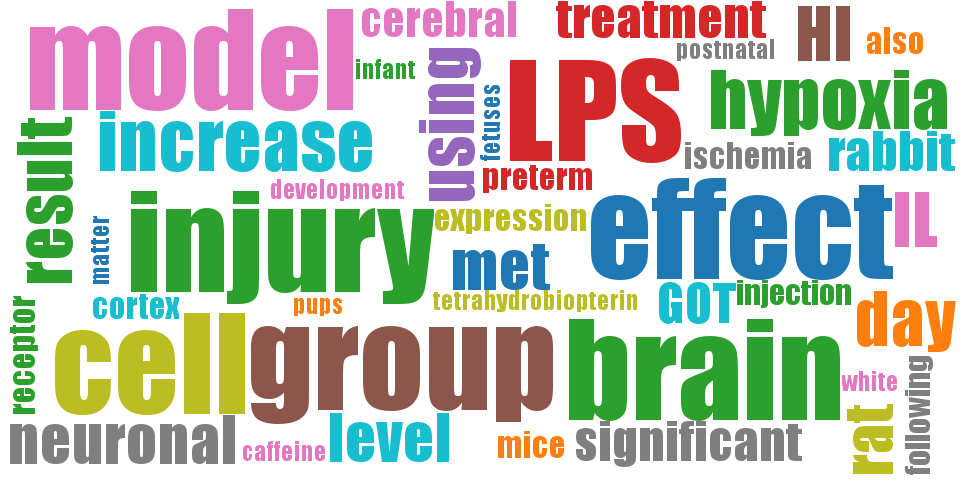 model
cerebral
treatment
HI
also
postnatal
infant
using
LPS
hypoxia
fetuses
increase
result
ischemia
rabbit
development
preterm
injury
expression
effect
IL
matter
met
tetrahydrobiopterin
GOT
injection
day
cortex
pups
receptor
cell
group
brain
white
following
rat
neuronal
caffeine
level
mice
significant